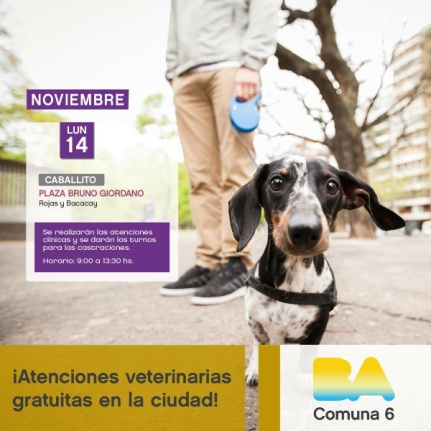 NOVIEMBRE
LUN
14
CABALLITO
PLAZA BRUNO GIORDANO
Rojas y Bacacay
Se realizarán las atenciones
clínicas y se darán los turnos
para las castraciones.
Horario: 9:00 a 13:30 hs.
¡Atenciones veterinarias
gratuitas en la ciudad!
BA
Comuna 6